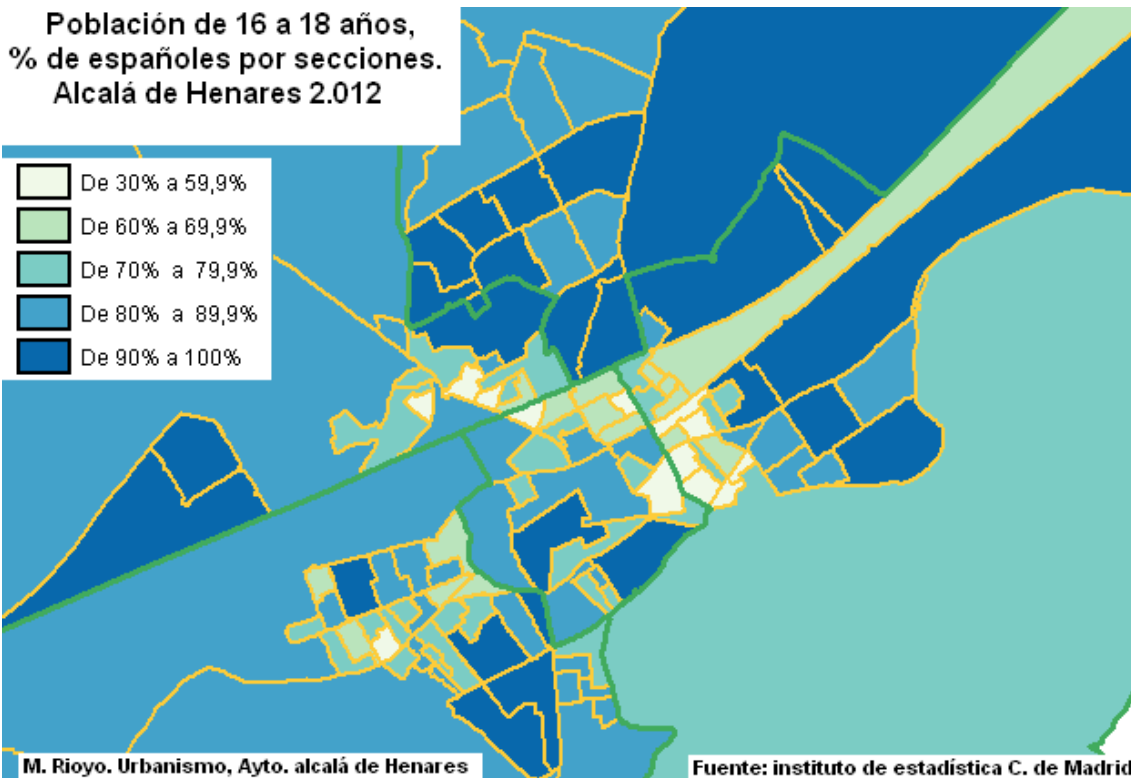 Población de 16 a 18 años,
% de españoles por secciones.
Alcalá de Henares 2.012
De 30% a 59,9%
De 60% a 69,9%
De 70% a 79,9%
De 80% a 89,9%
De 90% a 100%
M. Rioyo. Urbanismo, Ayto. alcalá de Henares
Fuente: instituto de estadística C. de Madrid